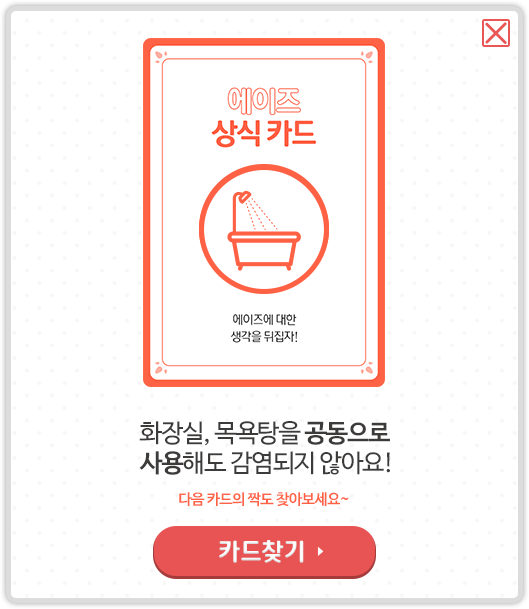 에이즈
상식 카드
에이즈에 대한
생각을 뒤집자!
화장실, 목욕탕을 공동으로
사용해도 감염되지 않아요!
다음 카드의 짝도 찾아보세요~
카드찾기